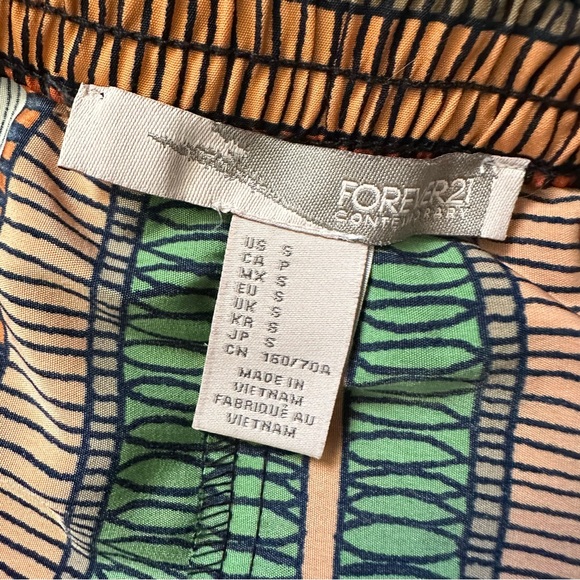 FOREVER21
CONTEMPORARY
US S
CA P
MX S
EU S
UK S
KR S
JP S
CN 160/70A
MADE IN
VIETNAM
FABRIQUÉ AU
VIETNAM